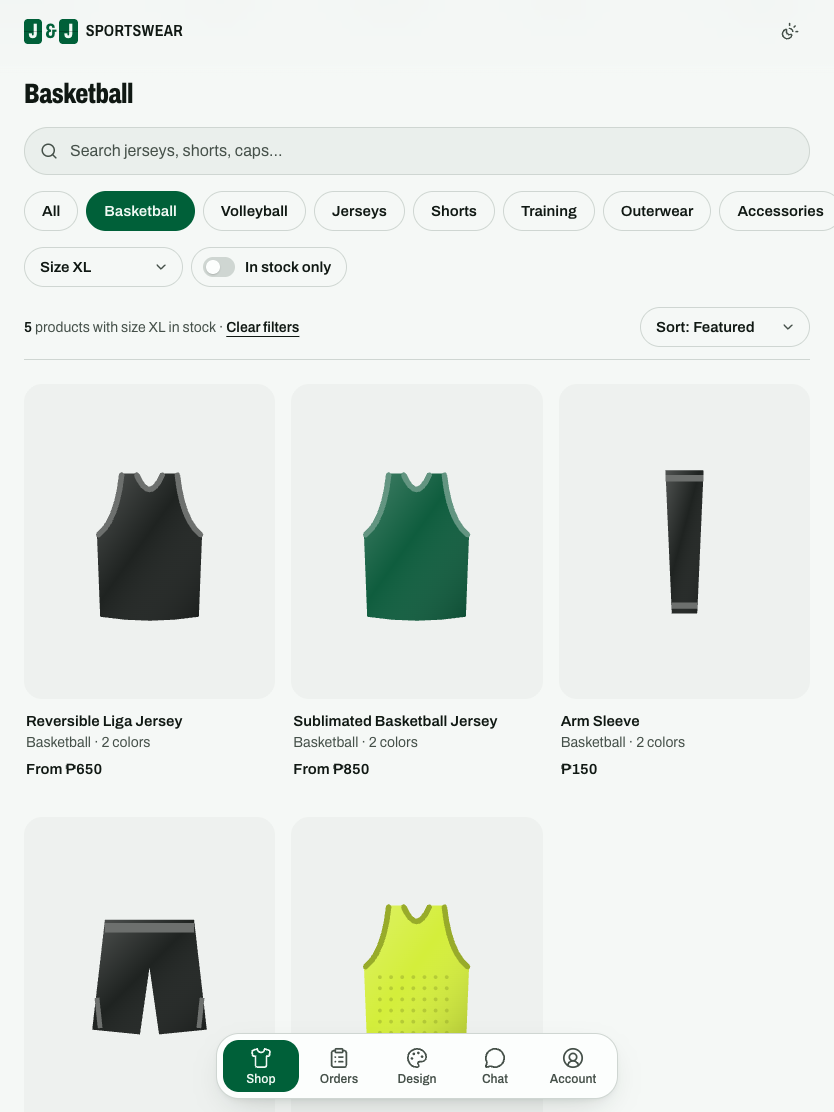 J & J SPORTSWEAR
Basketball
Search jerseys, shorts, caps...
All Basketball Volleyball Jerseys Shorts Training Outerwear Accessories
Size XL In stock only
5 products with size XL in stock · Clear filters Sort: Featured
Reversible Liga Jersey
Basketball · 2 colors
From ₱650
Sublimated Basketball Jersey
Basketball · 2 colors
From ₱850
Arm Sleeve
Basketball · 2 colors
₱150
Shop Orders Design Chat Account